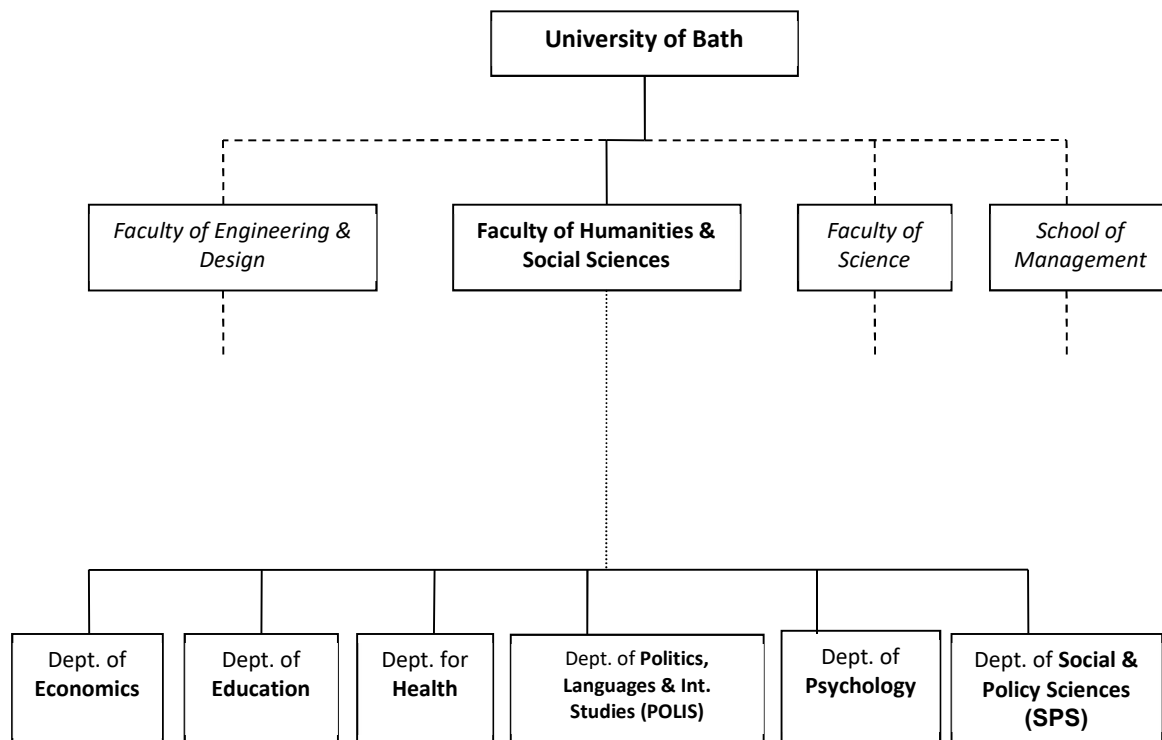 University of Bath
Faculty of Engineering &
Design
Faculty of Humanities &
Social Sciences
Faculty of
Science
School of
Management
Dept. of
Economics
Dept. of
Education
Dept. for
Health
Dept. of Politics,
Languages & Int.
Studies (POLIS)
Dept. of
Psychology
Dept. of Social &
Policy Sciences
(SPS)